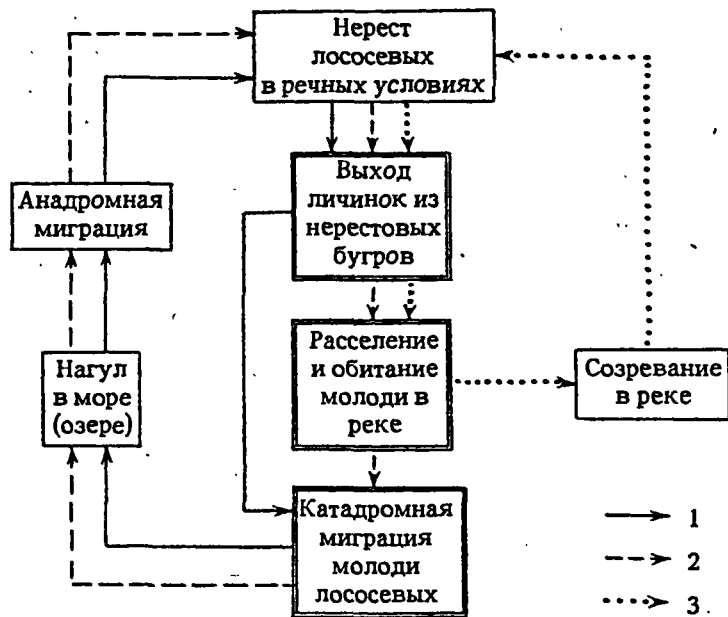 Нерест
лососевых
в речных условиях
Выход
личинок из
нерестовых
бугров
Анадромная
миграция
Расселение
и обитание
молоди в
реке
Нагул
в море
(озере)
Созревание
в реке
Катадромная
миграция
молоди
лососевых
1
2
3